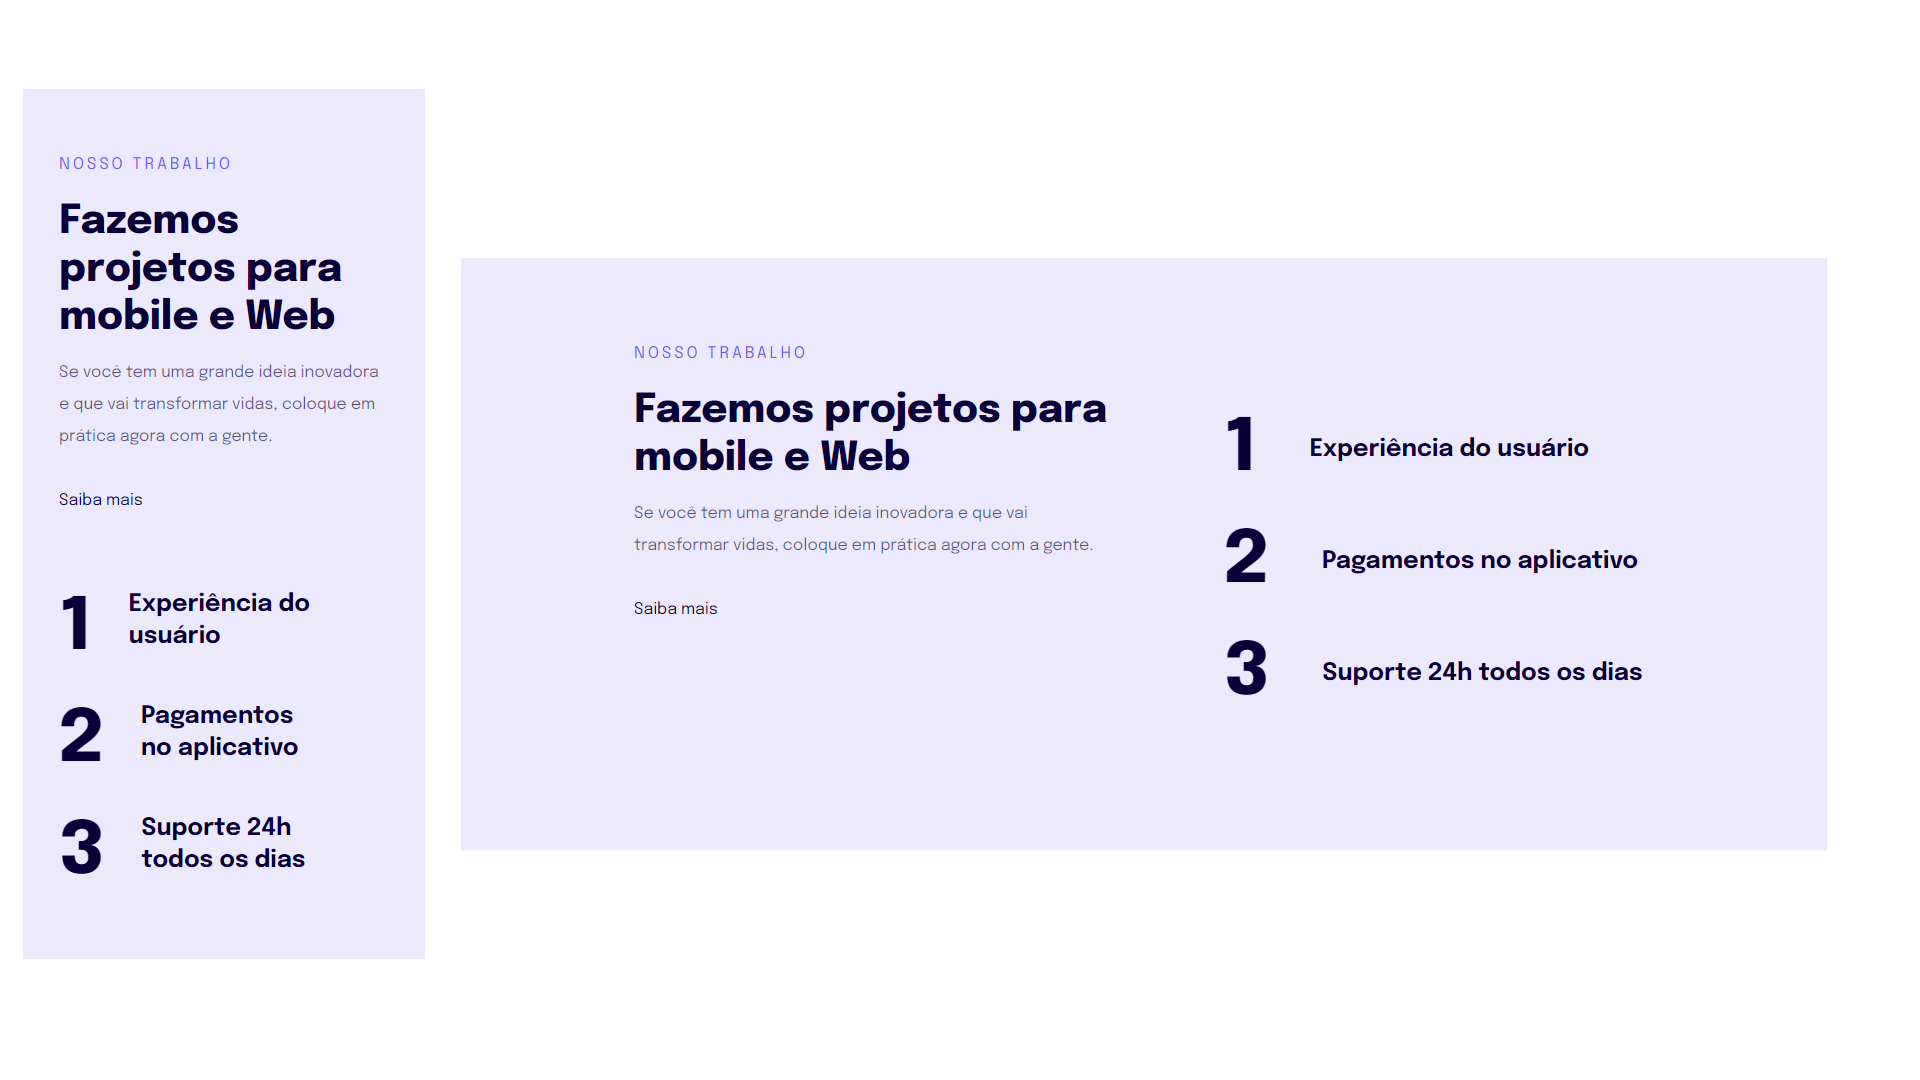 NOSSO TRABALHO
Fazemos
projetos para
mobile e Web
Se você tem uma grande ideia inovadora
e que vai transformar vidas, coloque em
prática agora com a gente.
Saiba mais
1 Experiência do
usuário
2 Pagamentos
no aplicativo
3 Suporte 24h
todos os dias
NOSSO TRABALHO
Fazemos projetos para
mobile e Web
Se você tem uma grande ideia inovadora e que vai
transformar vidas, coloque em prática agora com a gente.
Saiba mais
1 Experiência do usuário
2 Pagamentos no aplicativo
3 Suporte 24h todos os dias